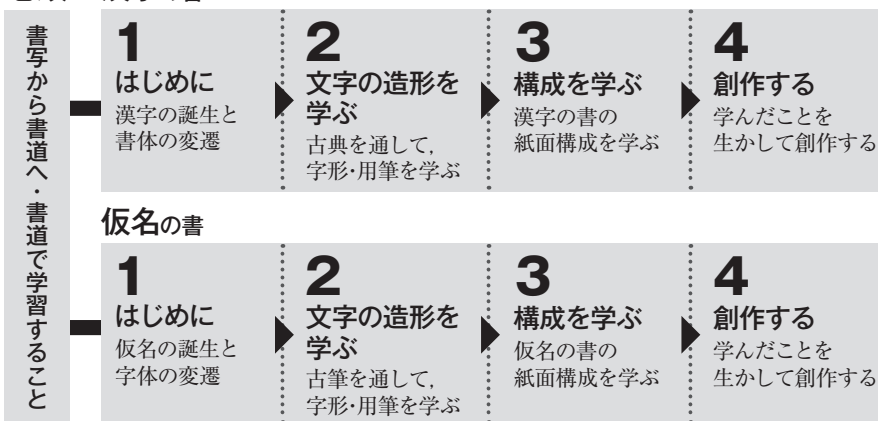 書写から書道へ・書道で学習すること
1
はじめに
漢字の誕生と
書体の変遷
2
文字の造形を
学ぶ
古典を通して,
字形・用筆を学ぶ
3
構成を学ぶ
漢字の書の
紙面構成を学ぶ
4
創作する
学んだことを
生かして創作する
仮名の書
1
はじめに
仮名の誕生と
字体の変遷
2
文字の造形を
学ぶ
古筆を通して,
字形・用筆を学ぶ
3
構成を学ぶ
仮名の書の
紙面構成を学ぶ
4
創作する
学んだことを
生かして創作する